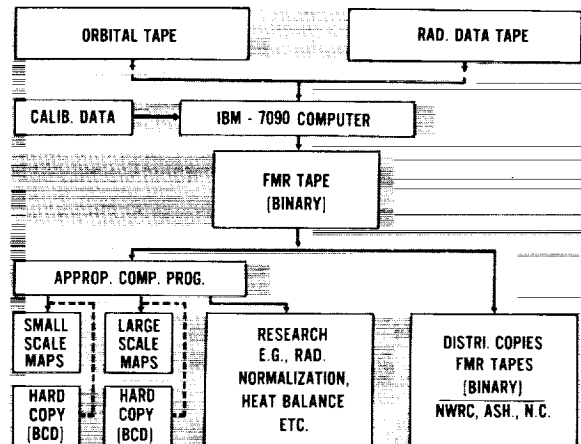 ORBITAL TAPE
RAD. DATA TAPE
CALIB. DATA
IBM - 7090 COMPUTER
FMR TAPE
(BINARY)
APPROP. COMP. PROG.
SMALL
SCALE
MAPS
LARGE
SCALE
MAPS
HARD
COPY
(BCD)
HARD
COPY
(BCD)
RESEARCH
E.G., RAD.
NORMALIZATION,
HEAT BALANCE
ETC.
DISTRI. COPIES
FMR TAPES
(BINARY)
NWRC, ASH., N.C.